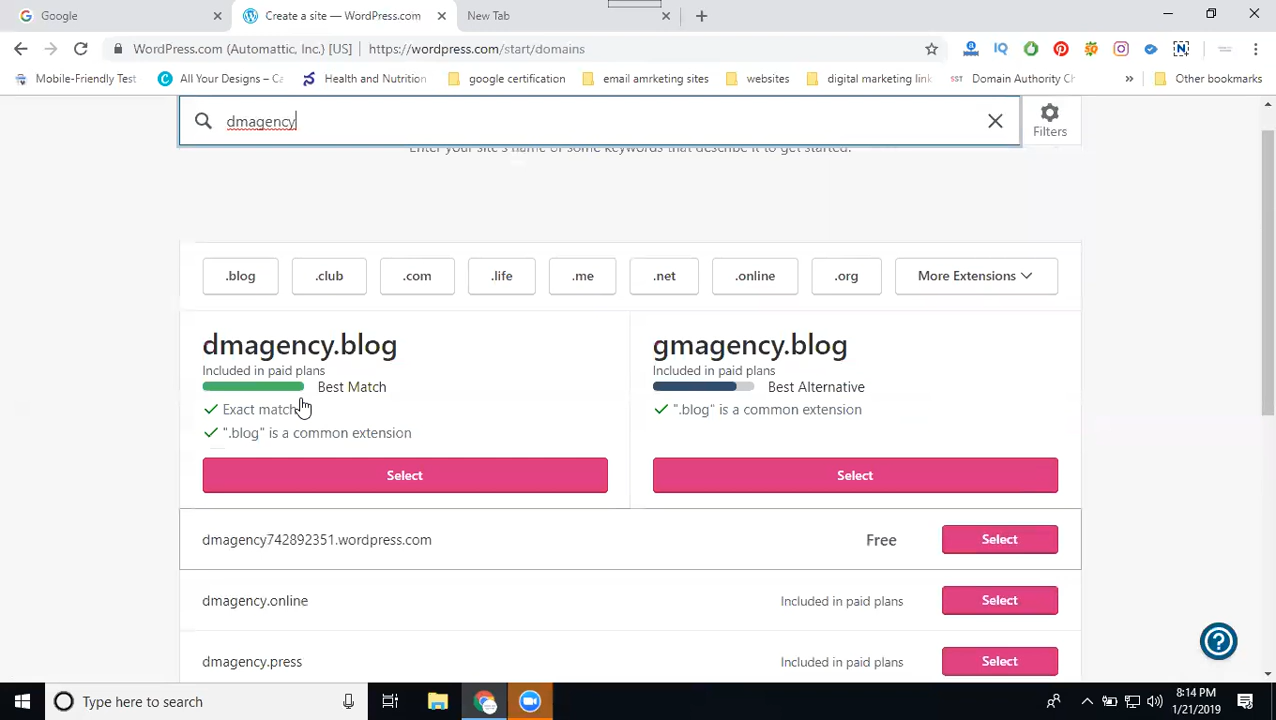 Google
Create a site — WordPress.com
New Tab
WordPress.com (Automattic, Inc.) [US]
https://wordpress.com/start/domains
Mobile-Friendly Test
All Your Designs – Ca
Health and Nutrition
google certification
email amrketing sites
websites
digital marketing link
Domain Authority Ch
Other bookmarks
dmagency
Filters
Enter your site's name or some keywords that describe it to get started.
.blog
.club
.com
.life
.me
.net
.online
.org
More Extensions
dmagency.blog
Included in paid plans
Best Match
Exact match
".blog" is a common extension
Select
gmagency.blog
Included in paid plans
Best Alternative
".blog" is a common extension
Select
dmagency742892351.wordpress.com
Free
Select
dmagency.online
Included in paid plans
Select
dmagency.press
Included in paid plans
Select
Type here to search
8:14 PM
1/21/2019